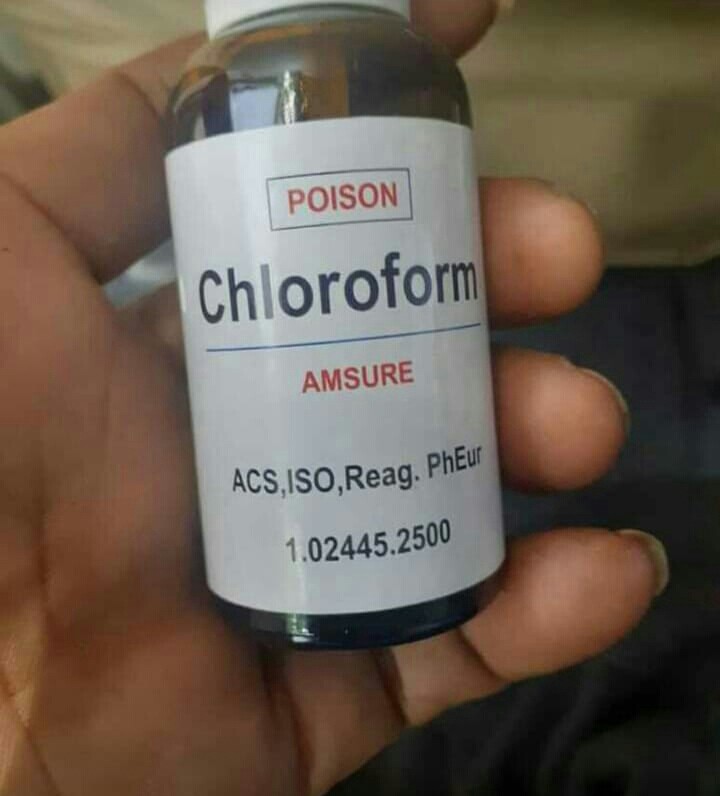 POISON
Chloroform
AMSURE
ACS,ISO,Reag. PhEur
1.02445.2500